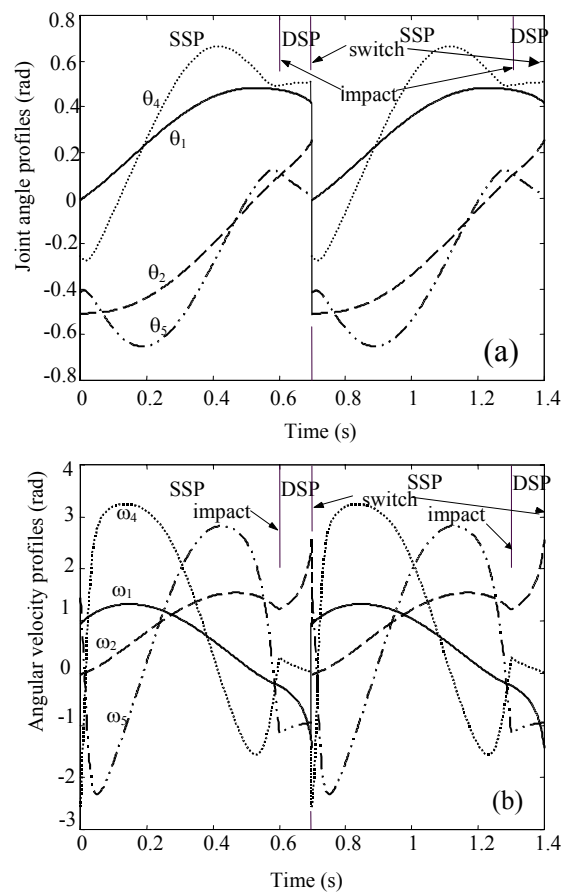 0.8
0.6
0.4
0.2
0
-0.2
-0.4
-0.6
-0.8
Joint angle profiles (rad)
SSP
DSP
switch
SSP
DSP
impact
θ4
θ1
θ2
θ5
(a)
0 0.2 0.4 0.6 0.8 1 1.2 1.4
Time (s)
4
3
2
1
0
-1
-2
-3
Angular velocity profiles (rad)
SSP
DSP
switch
SSP
DSP
impact
impact
ω4
ω1
ω2
ω5
(b)
0 0.2 0.4 0.6 0.8 1 1.2 1.4
Time (s)